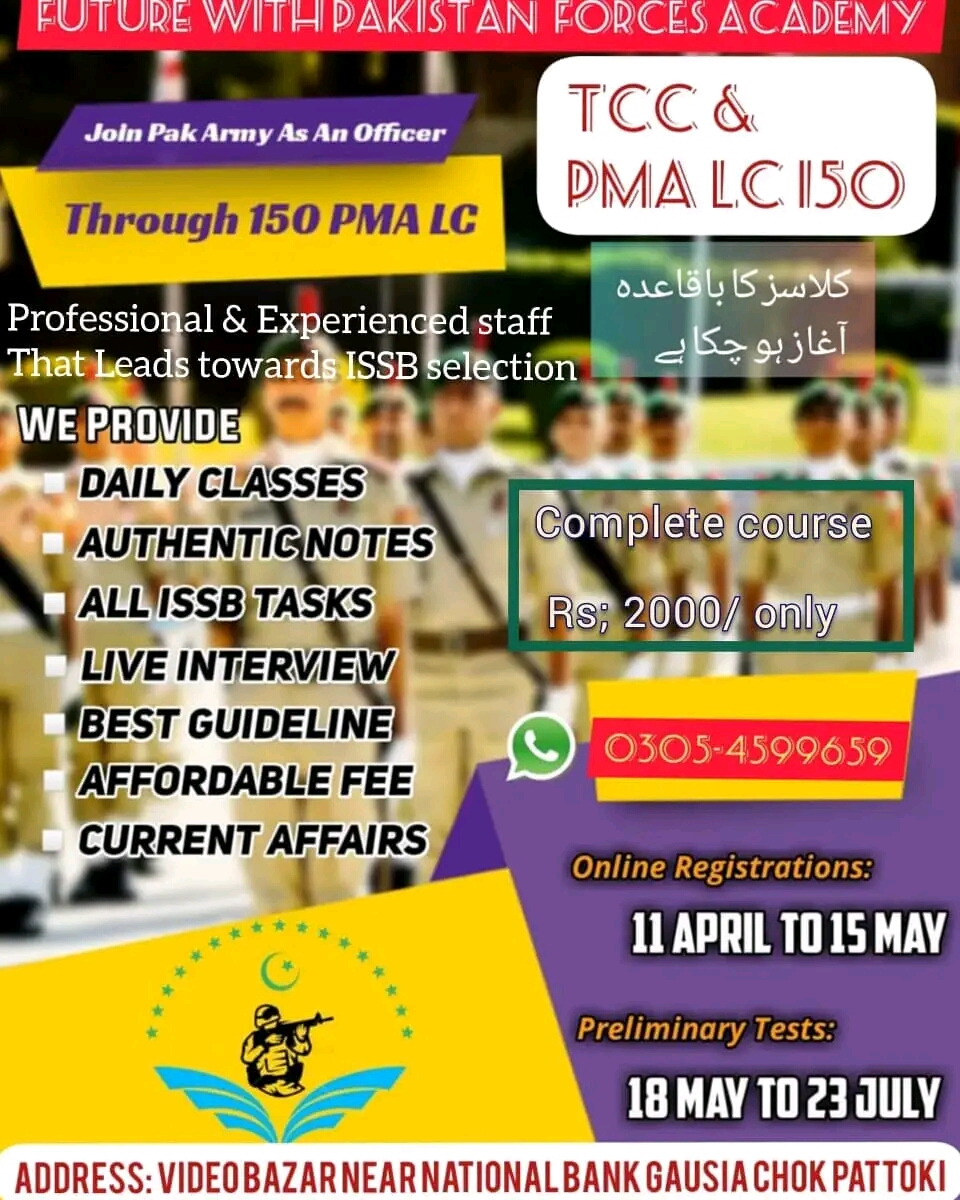 FUTURE WITH PAKISTAN FORCES ACADEMY
TCC &
PMA LC 150
Join Pak Army As An Officer
Through 150 PMA LC
کلاسز کا باقاعدہ
آغاز ہو چکا ہے
Professional & Experienced staff
That Leads towards ISSB selection
WE PROVIDE
DAILY CLASSES
AUTHENTIC NOTES
ALL ISSB TASKS
LIVE INTERVIEW
BEST GUIDELINE
AFFORDABLE FEE
CURRENT AFFAIRS
Complete course
Rs; 2000/ only
0305-4599659
Online Registrations:
11 APRIL TO 15 MAY
Preliminary Tests:
18 MAY TO 23 JULY
ADDRESS: VIDEO BAZAR NEAR NATIONAL BANK GAUSIA CHOK PATTOKI